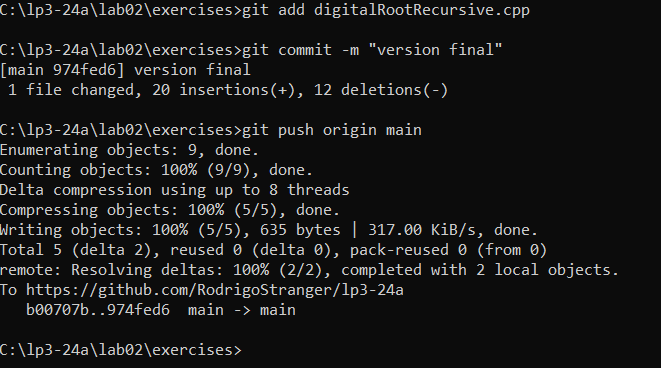 C:\lp3-24a\lab02\exercises>git add digitalRootRecursive.cpp
C:\lp3-24a\lab02\exercises>git commit -m "version final"
[main 974fed6] version final
 1 file changed, 20 insertions(+), 12 deletions(-)
C:\lp3-24a\lab02\exercises>git push origin main
Enumerating objects: 9, done.
Counting objects: 100% (9/9), done.
Delta compression using up to 8 threads
Compressing objects: 100% (5/5), done.
Writing objects: 100% (5/5), 635 bytes | 317.00 KiB/s, done.
Total 5 (delta 2), reused 0 (delta 0), pack-reused 0 (from 0)
remote: Resolving deltas: 100% (2/2), completed with 2 local objects.
To https://github.com/RodrigoStranger/lp3-24a
   b00707b..974fed6  main -> main
C:\lp3-24a\lab02\exercises>